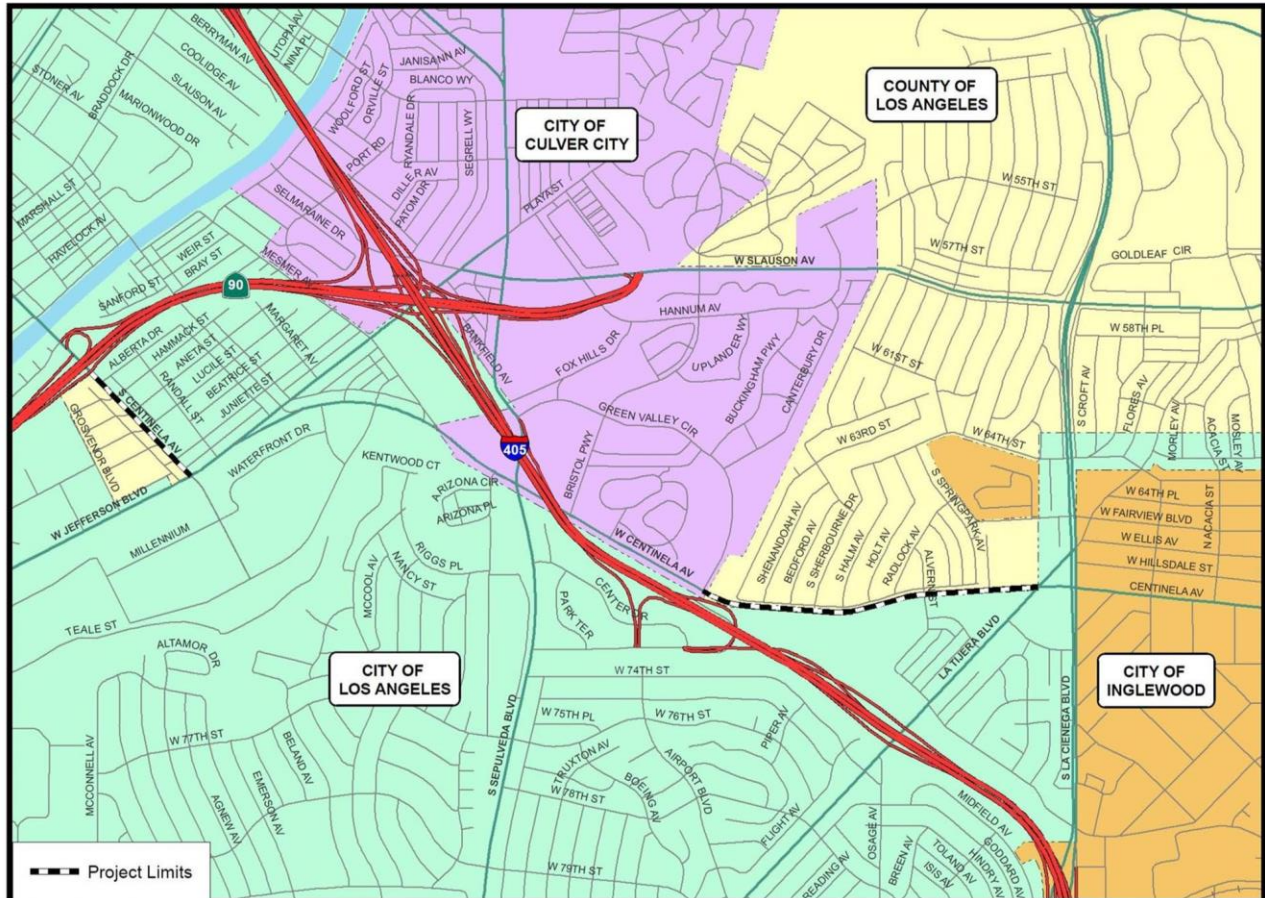 BERRYMAN AV
UTOPIA AV
NINA PL
COOLIDGE AV
SLAUSON AV
STONER AV
BRADDOCK DR
MARIONWOOD DR
JANISANN AV
BLANCO WY
WOOLFORD ST
ORVILLE ST
RYANDALE DR
SEGRELL WY
PORT RD
DILLER AV
PATOM DR
SELMARAINE DR
PLAYA ST
CITY OF
CULVER CITY
COUNTY OF
LOS ANGELES
W 55TH ST
W 57TH ST
GOLDLEAF CIR
W SLAUSON AV
MARSHALL ST
HAVELOCK AV
WEIR ST
BRAY ST
MESMER AV
SANFORD ST
90
ALBERTA DR
HAMMACK ST
ANETA ST
LUCILE ST
RANDALL ST
BEATRICE ST
JUNIETTE ST
MARGARET AV
S CENTINELA AV
GROSVENOR BLVD
W JEFFERSON BLVD
WATERFRONT DR
MILLENNIUM
BANKFIELD AV
HANNUM AV
FOX HILLS DR
UPLANDER WY
BUCKINGHAM PWY
CANTERBURY DR
GREEN VALLEY CIR
BRISTOL PWY
W CENTINELA AV
405
W 58TH PL
W 61ST ST
S CROFT AV
FLORES AV
MORLEY AV
ACACIA ST
MOSLEY AV
W 63RD ST
W 64TH ST
S SPRINGPARK AV
W 64TH PL
W FAIRVIEW BLVD
N ACACIA ST
W ELLIS AV
W HILLSDALE ST
CENTINELA AV
SHENANDOAH AV
BEDFORD AV
S SHERBOURNE DR
S HALM AV
HOLT AV
RADLOCK AV
ALVERN ST
KENTWOOD CT
ARIZONA CIR
ARIZONA PL
RIGGS PL
NANCY ST
MCCOOL AV
TEALE ST
ALTAMOR DR
CENTER DR
PARK TER
LA TIJERA BLVD
S LA CIENEGA BLVD
CITY OF
LOS ANGELES
CITY OF
INGLEWOOD
W 74TH ST
W 75TH PL
W 76TH ST
PIPER AV
W 77TH ST
TRUXTON AV
W 78TH ST
BOEING AV
AIRPORT BLVD
S SEPULVEDA BLVD
MCCONNELL AV
BELAND AV
EMERSON AV
AGNEW AV
W 79TH ST
FLIGHT AV
READING AV
OSAGE AV
BREEN AV
TOLAND AV
ISIS AV
HINDRY AV
GODDARD AV
MIDFIELD AV
Project Limits